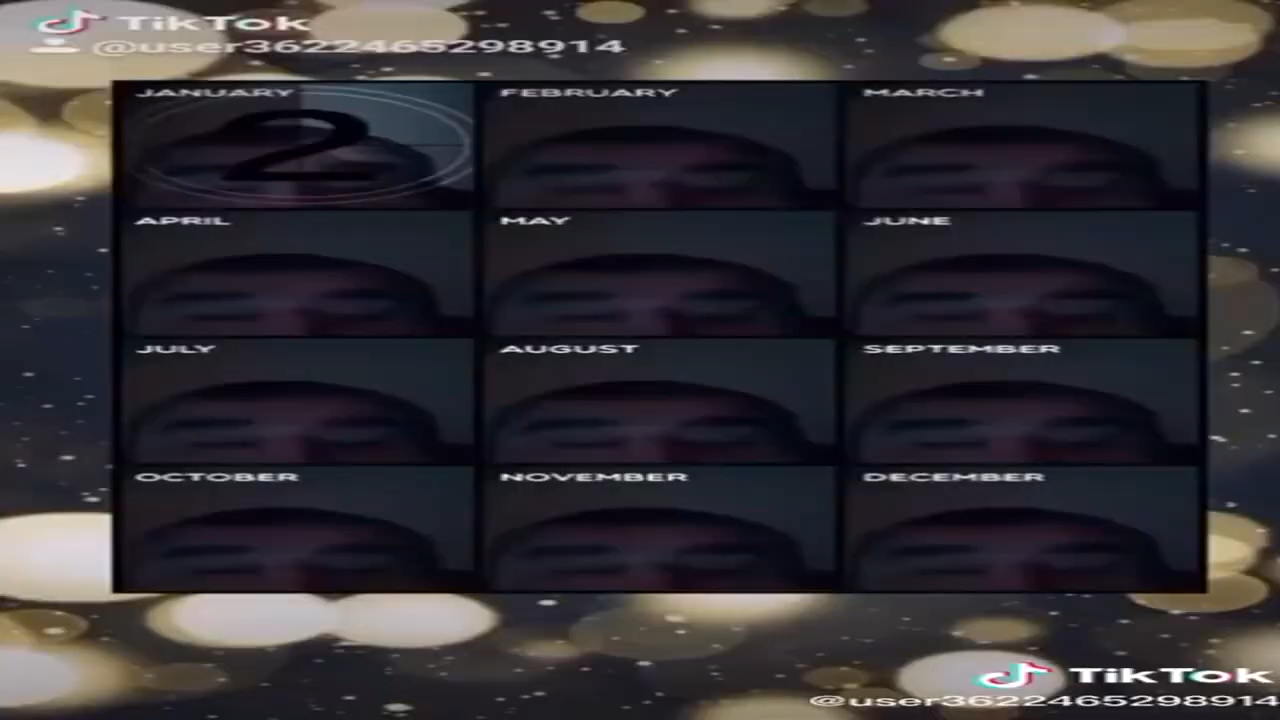 TikTok
@user3622465298914
JANUARY FEBRUARY MARCH
2
APRIL MAY JUNE
JULY AUGUST SEPTEMBER
OCTOBER NOVEMBER DECEMBER
TikTok
@user3622465298914